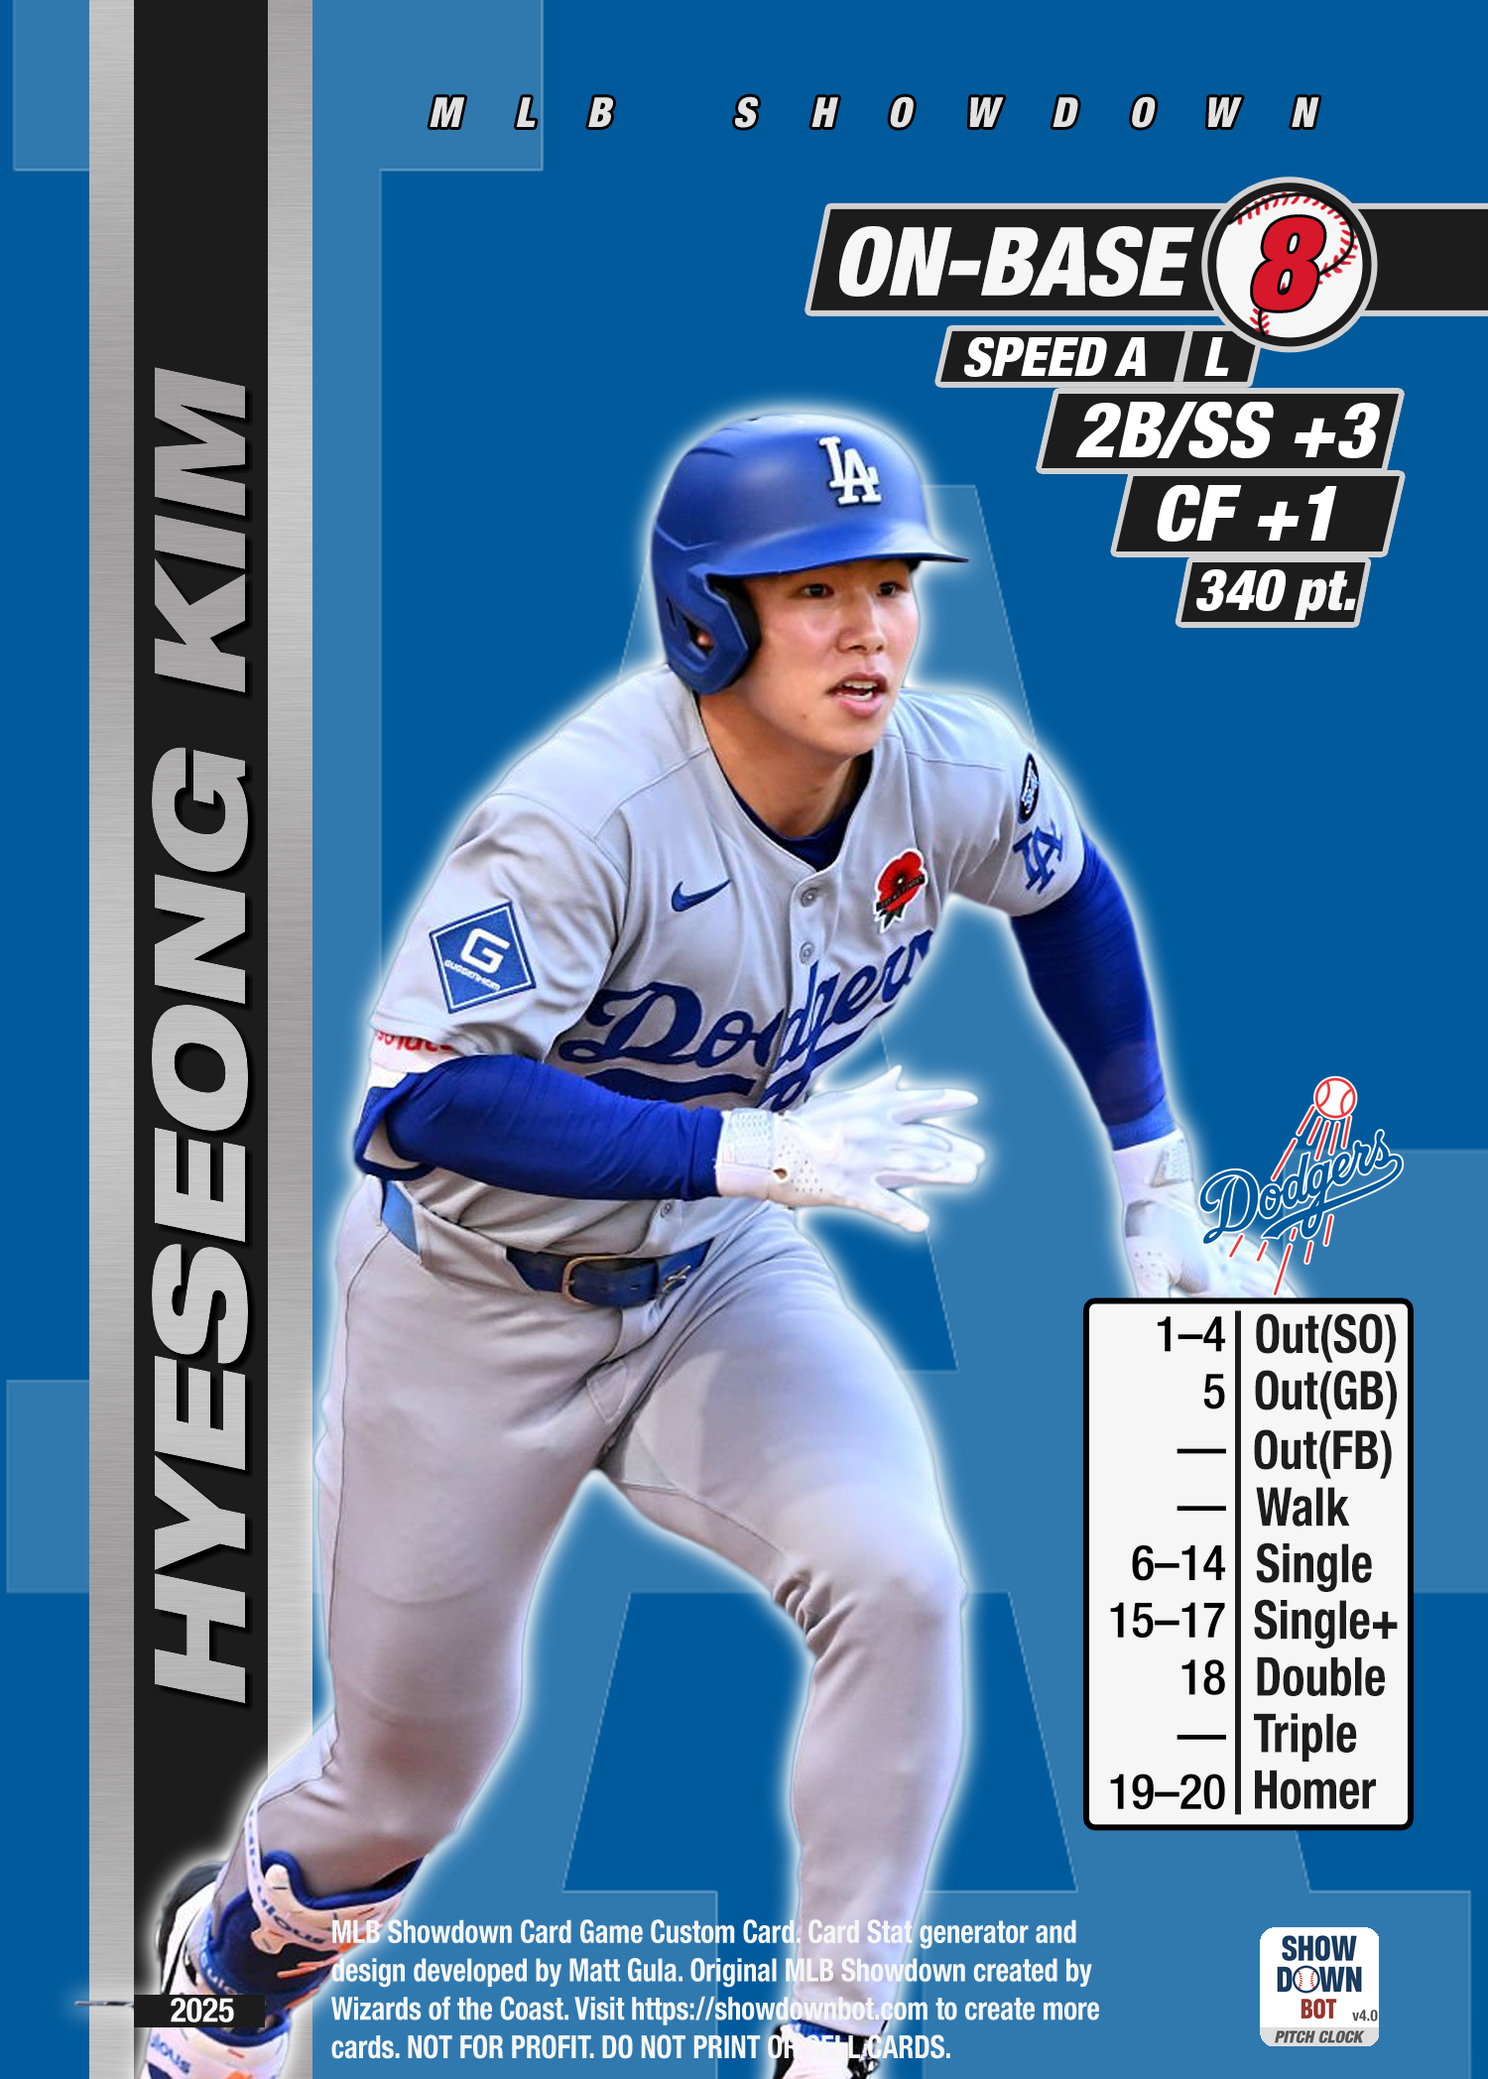 MLB SHOWDOWN
ON-BASE 8
SPEED A L
2B/SS +3
CF +1
340 pt.
HYESEONG KIM
LA
LA
G
GUGGENHEIM
Dodgers
Dodgers
1–4 Out(SO)
5 Out(GB)
— Out(FB)
— Walk
6–14 Single
15–17 Single+
18 Double
— Triple
19–20 Homer
MLB Showdown Card Game Custom Card. Card Stat generator and
design developed by Matt Gula. Original MLB Showdown created by
Wizards of the Coast. Visit https://showdownbot.com to create more
cards. NOT FOR PROFIT. DO NOT PRINT OR SELL CARDS.
2025
SHOW
DOWN
BOT v4.0
PITCH CLOCK